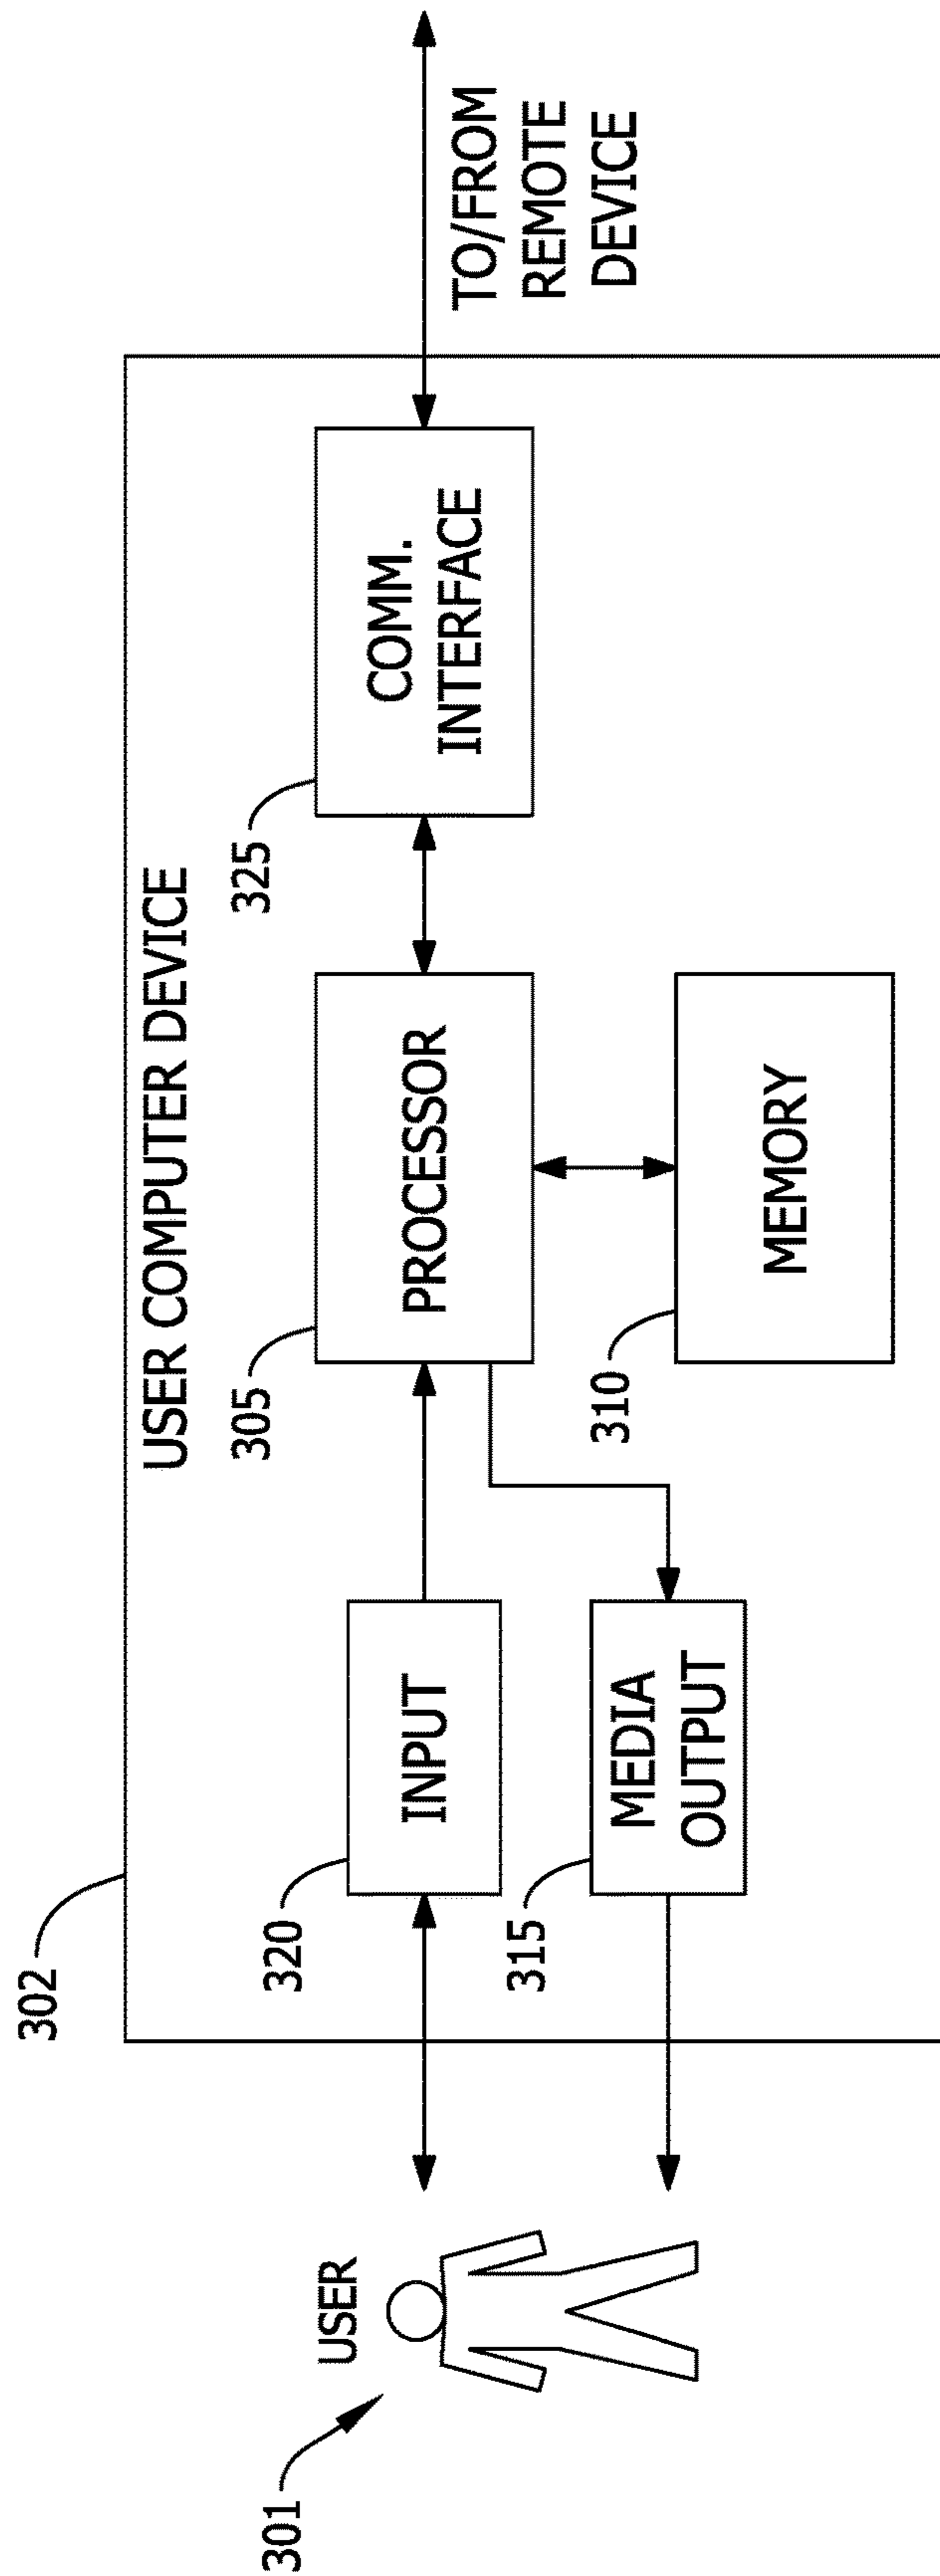 302
USER COMPUTER DEVICE
301
USER
320
INPUT
305
PROCESSOR
325
COMM.
INTERFACE
TO/FROM
REMOTE
DEVICE
315
MEDIA
OUTPUT
310
MEMORY